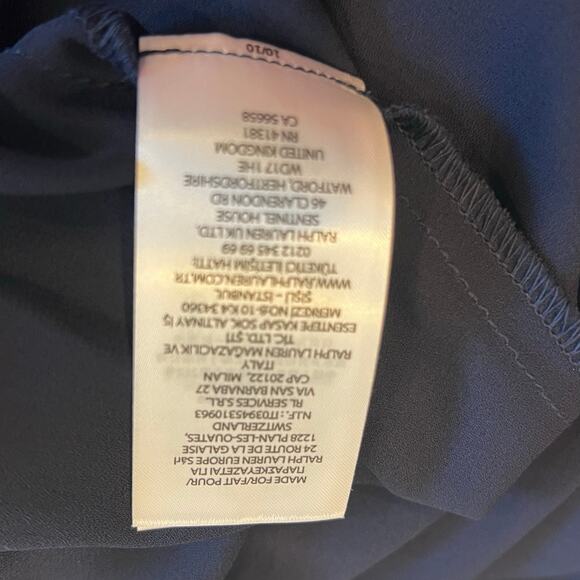 MADE FOR/FAIT POUR/
ΠΑΡΑΣΚΕΥΑΖΕΤΑΙ ΓΙΑ
RALPH LAUREN EUROPE Sàrl
24 ROUTE DE LA GALAISE
1228 PLAN-LES-OUATES,
SWITZERLAND
N.I.F.: IT03945310963
RL SERVICES S.R.L.
VIA SAN BARNABA 27
CAP 20122, MILAN
ITALY
RALPH LAUREN MAGAZACILIK VE
TIC LTD. ŞTİ
ESENTEPE KASAP SOK. ALTINAY İŞ
MERKEZİ NO:8-10 K:4 34360
ŞİŞLİ - İSTANBUL
WWW.RALPHLAUREN.COM.TR
TÜKETİCİ İLETİŞİM HATTI:
0212 345 69 69
RALPH LAUREN UK LTD.
SENTINEL HOUSE
46 CLARENDON RD
WATFORD, HERTFORDSHIRE
WD17 1HE
UNITED KINGDOM
RN 41381
CA 56658
10/10